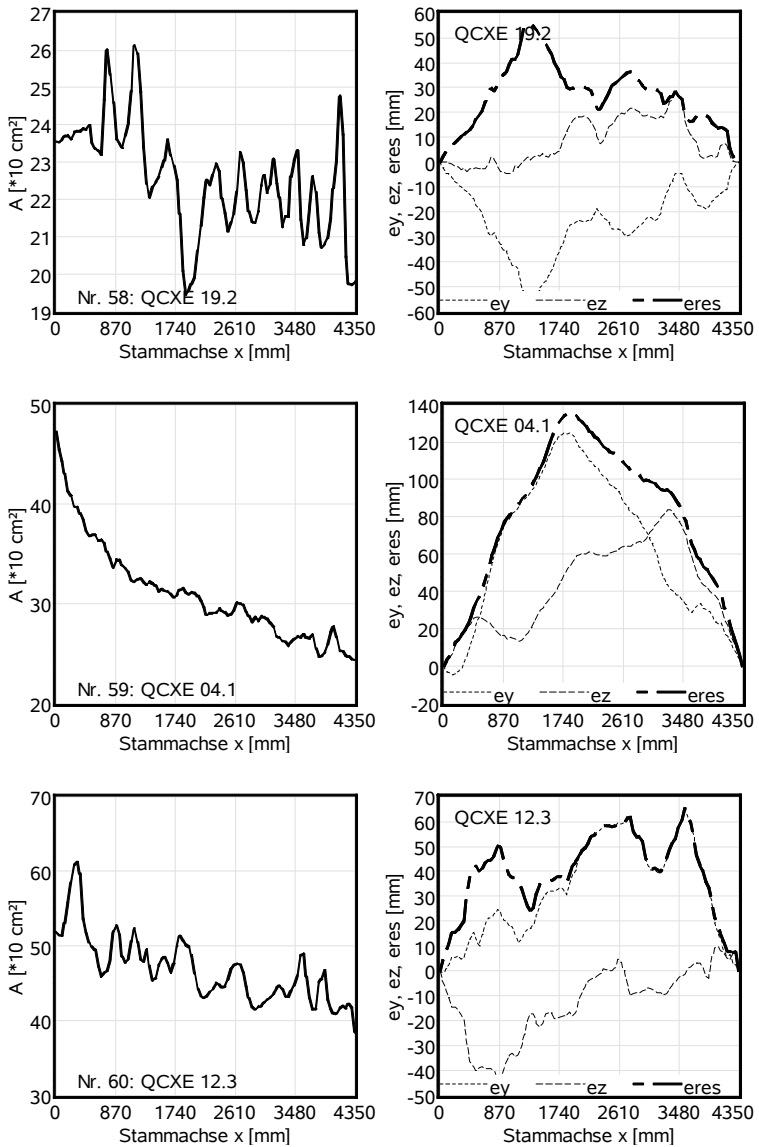 27
26
25
24
23
22
21
20
19
A [*10 cm²]
Nr. 58: QCXE 19.2
0 870 1740 2610 3480 4350
Stammachse x [mm]
60
50
40
30
20
10
0
-10
-20
-30
-40
-50
-60
ey, ez, eres [mm]
QCXE 19.2
ey ez eres
0 870 1740 2610 3480 4350
Stammachse x [mm]
50
40
30
20
A [*10 cm²]
Nr. 59: QCXE 04.1
0 870 1740 2610 3480 4350
Stammachse x [mm]
140
120
100
80
60
40
20
0
-20
ey, ez, eres [mm]
QCXE 04.1
ey ez eres
0 870 1740 2610 3480 4350
Stammachse x [mm]
70
60
50
40
30
A [*10 cm²]
Nr. 60: QCXE 12.3
0 870 1740 2610 3480 4350
Stammachse x [mm]
70
60
50
40
30
20
10
0
-10
-20
-30
-40
-50
ey, ez, eres [mm]
QCXE 12.3
ey ez eres
0 870 1740 2610 3480 4350
Stammachse x [mm]